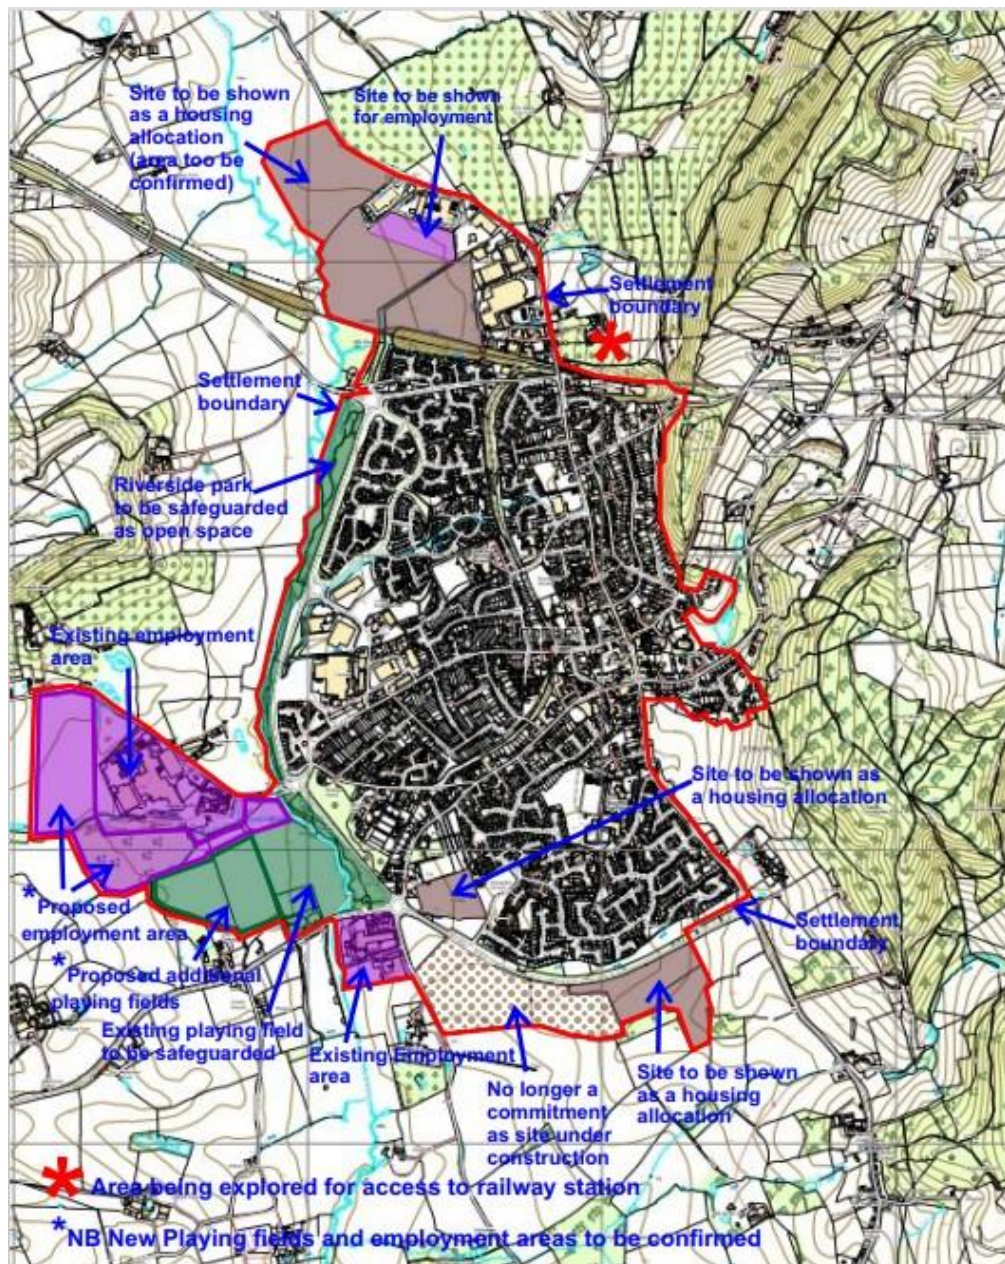 Site to be shown
as a housing
allocation
(area too be
confirmed)
Site to be shown
for employment
Settlement
boundary
Settlement
boundary
Riverside park
to be safeguarded
as open space
Existing employment
area
Site to be shown as
a housing allocation
*Proposed
employment area
Settlement
boundary
*Proposed additional
playing fields
Existing playing field
to be safeguarded
Existing Employment
area
No longer a
commitment
as site under
construction
Site to be shown
as a housing
allocation
* Area being explored for access to railway station
*NB New Playing fields and employment areas to be confirmed